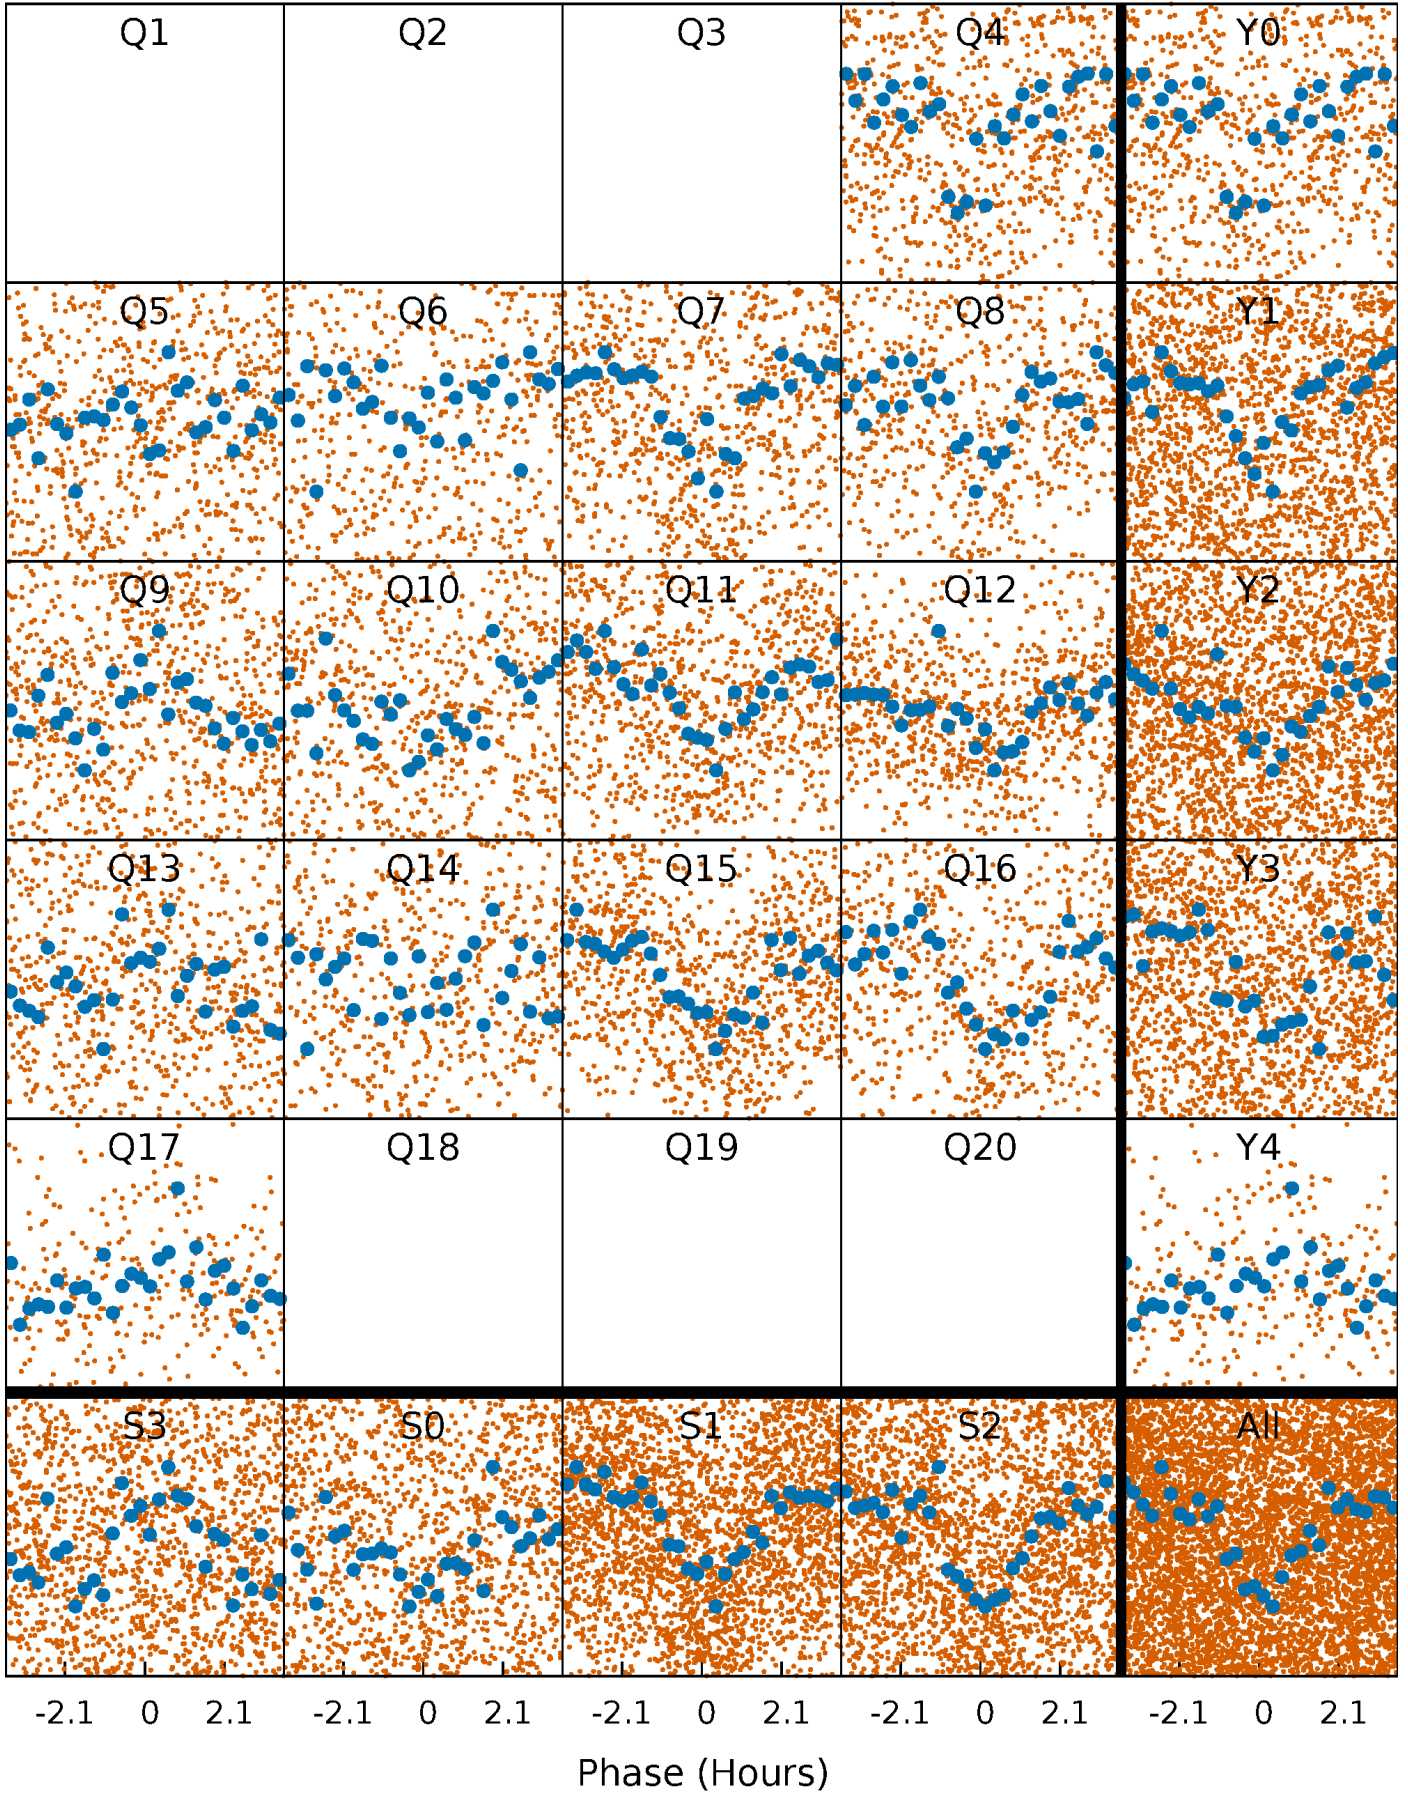 Q1 Q2 Q3 Q4 Y0
Q5 Q6 Q7 Q8 Y1
Q9 Q10 Q11 Q12 Y2
Q13 Q14 Q15 Q16 Y3
Q17 Q18 Q19 Q20 Y4
S3 S0 S1 S2 All
-2.1 0 2.1 -2.1 0 2.1 -2.1 0 2.1 -2.1 0 2.1 -2.1 0 2.1
Phase (Hours)